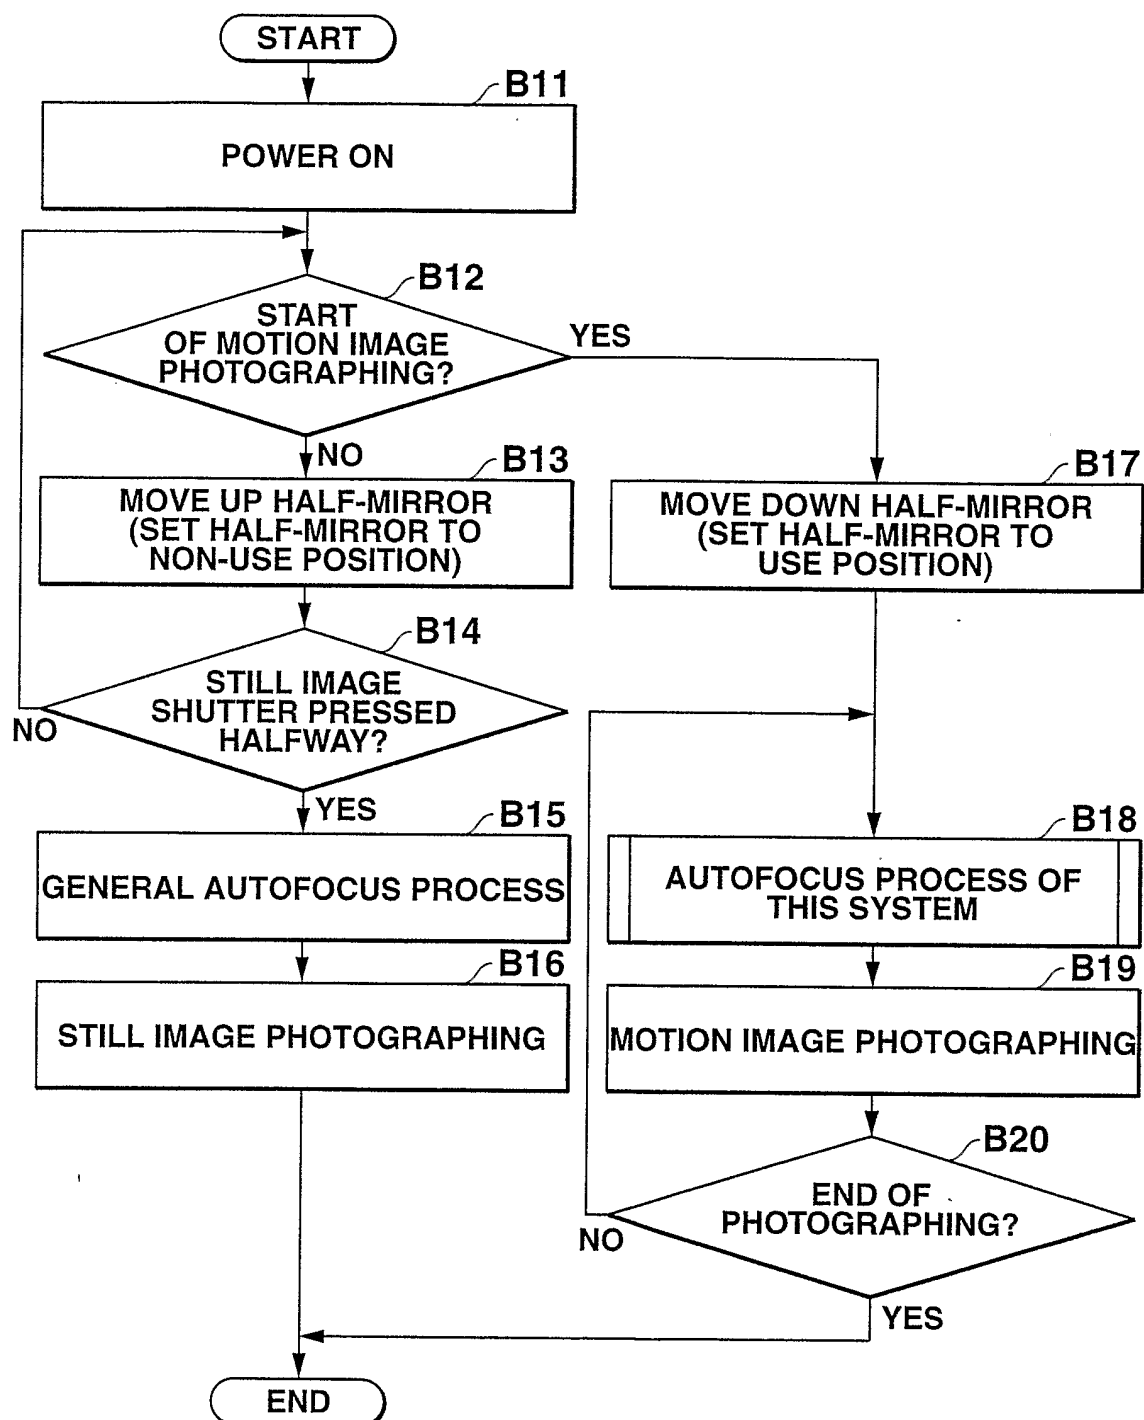 START
B11
POWER ON
B12
START
OF MOTION IMAGE
PHOTOGRAPHING?
YES
NO
B13
MOVE UP HALF-MIRROR
(SET HALF-MIRROR TO
NON-USE POSITION)
B17
MOVE DOWN HALF-MIRROR
(SET HALF-MIRROR TO
USE POSITION)
B14
STILL IMAGE
SHUTTER PRESSED
HALFWAY?
NO
YES
B15
GENERAL AUTOFOCUS PROCESS
B18
AUTOFOCUS PROCESS OF
THIS SYSTEM
B16
STILL IMAGE PHOTOGRAPHING
B19
MOTION IMAGE PHOTOGRAPHING
B20
END OF
PHOTOGRAPHING?
NO
YES
END